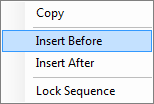 Copy
Insert Before
Insert After
Lock Sequence